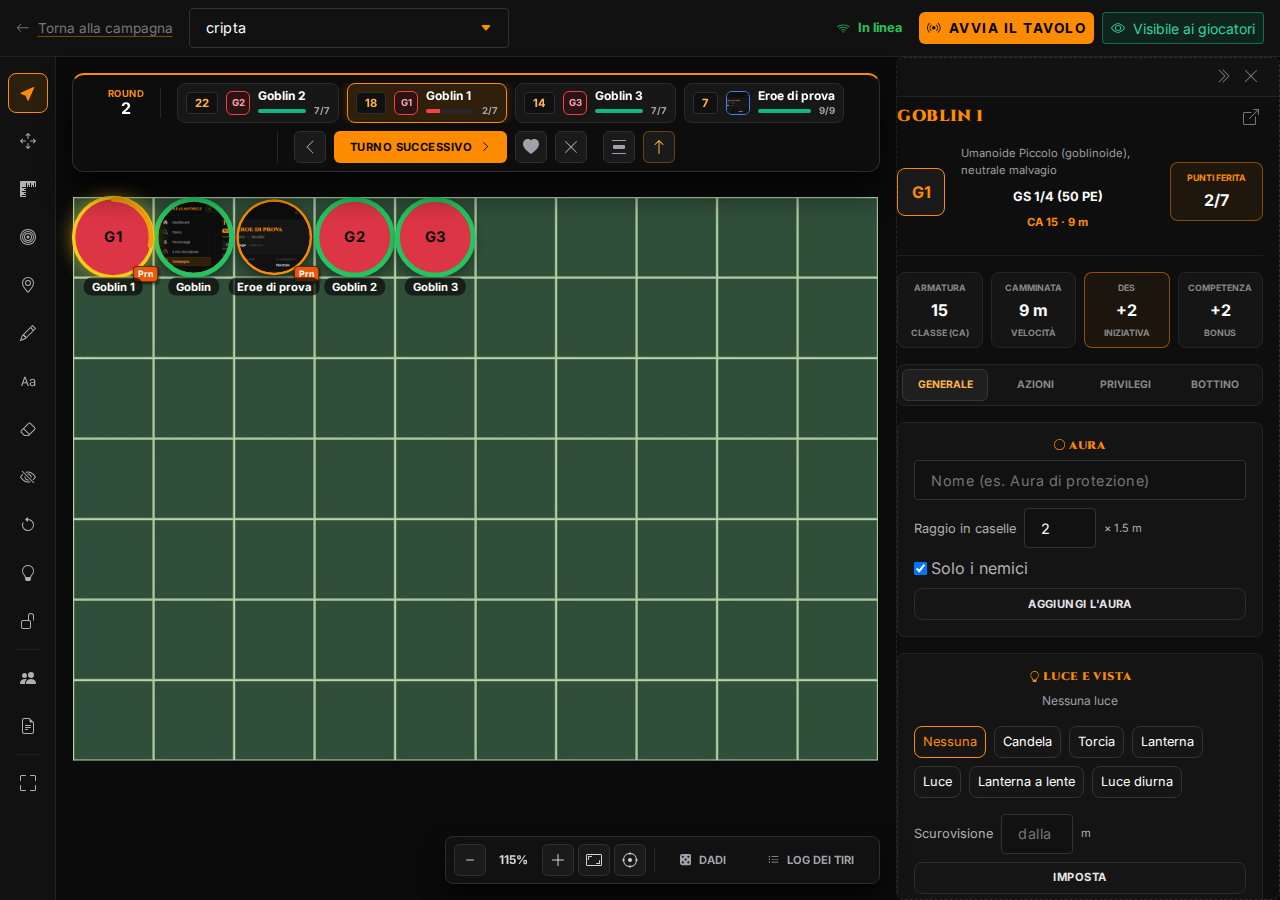 Torna alla campagna
cripta
In linea
AVVIA IL TAVOLO
Visibile ai giocatori
ROUND
2
22 G2 Goblin 2 7/7
18 G1 Goblin 1 2/7
14 G3 Goblin 3 7/7
7 Eroe di prova 9/9
TURNO SUCCESSIVO
G1
Prn
Goblin 1
Goblin
Prn
Eroe di prova
G2
Goblin 2
G3
Goblin 3
Aa
115%
DADI
LOG DEI TIRI
GOBLIN 1
G1
Umanoide Piccolo (goblinoide),
neutrale malvagio
GS 1/4 (50 PE)
CA 15 · 9 m
PUNTI FERITA
2/7
ARMATURA
15
CLASSE (CA)
CAMMINATA
9 m
VELOCITÀ
DES
+2
INIZIATIVA
COMPETENZA
+2
BONUS
GENERALE AZIONI PRIVILEGI BOTTINO
AURA
Nome (es. Aura di protezione)
Raggio in caselle 2 × 1.5 m
Solo i nemici
AGGIUNGI L'AURA
LUCE E VISTA
Nessuna luce
Nessuna Candela Torcia Lanterna
Luce Lanterna a lente Luce diurna
Scurovisione dalla m
IMPOSTA